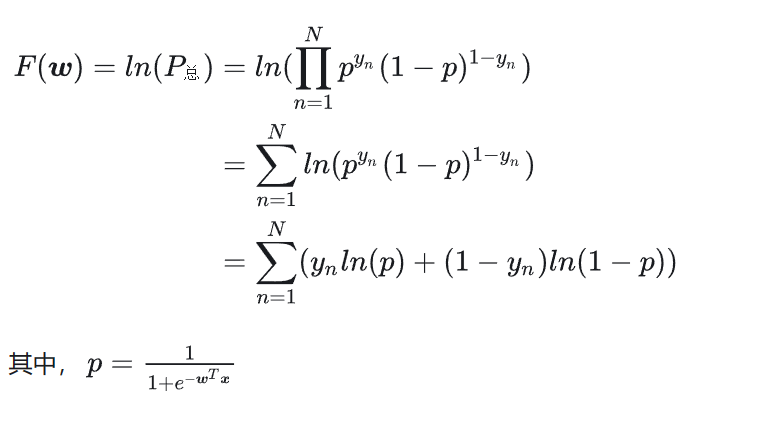 F(w) = ln(P总) = ln(∏_{n=1}^{N} p^{y_n}(1 − p)^{1−y_n})
= ∑_{n=1}^{N} ln(p^{y_n}(1 − p)^{1−y_n})
= ∑_{n=1}^{N} (y_n ln(p) + (1 − y_n)ln(1 − p))
其中，p = \frac{1}{1+e^{-w^T x}}